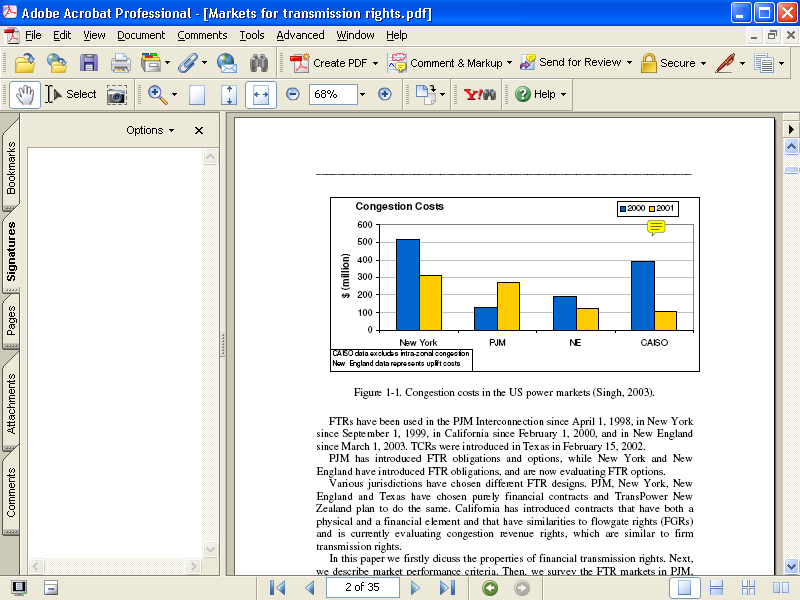 Adobe Acrobat Professional - [Markets for transmission rights.pdf]
File Edit View Document Comments Tools Advanced Window Help
Create PDF Comment & Markup Send for Review Secure
Select 68% Y! Help
Options
Bookmarks
Signatures
Pages
Attachments
Comments
Congestion Costs
2000 2001
$ (million)
600
500
400
300
200
100
0
New York PJM NE CAISO
CAISO data excludes intra-zonal congestion
New England data represents uplift costs
Figure 1-1. Congestion costs in the US power markets (Singh, 2003).
FTRs have been used in the PJM Interconnection since April 1, 1998, in New York
since September 1, 1999, in California since February 1, 2000, and in New England
since March 1, 2003. TCRs were introduced in Texas in February 15, 2002.
PJM has introduced FTR obligations and options, while New York and New
England have introduced FTR obligations, and are now evaluating FTR options.
Various jurisdictions have chosen different FTR designs. PJM, New York, New
England and Texas have chosen purely financial contracts and TransPower New
Zealand plan to do the same. California has introduced contracts that have both a
physical and a financial element and that have similarities to flowgate rights (FGRs)
and is currently evaluating congestion revenue rights, which are similar to firm
transmission rights.
In this paper we firstly dicuss the properties of financial transmission rights. Next,
we describe market performance criteria. Then, we survey the FTR markets in PJM,
2 of 35